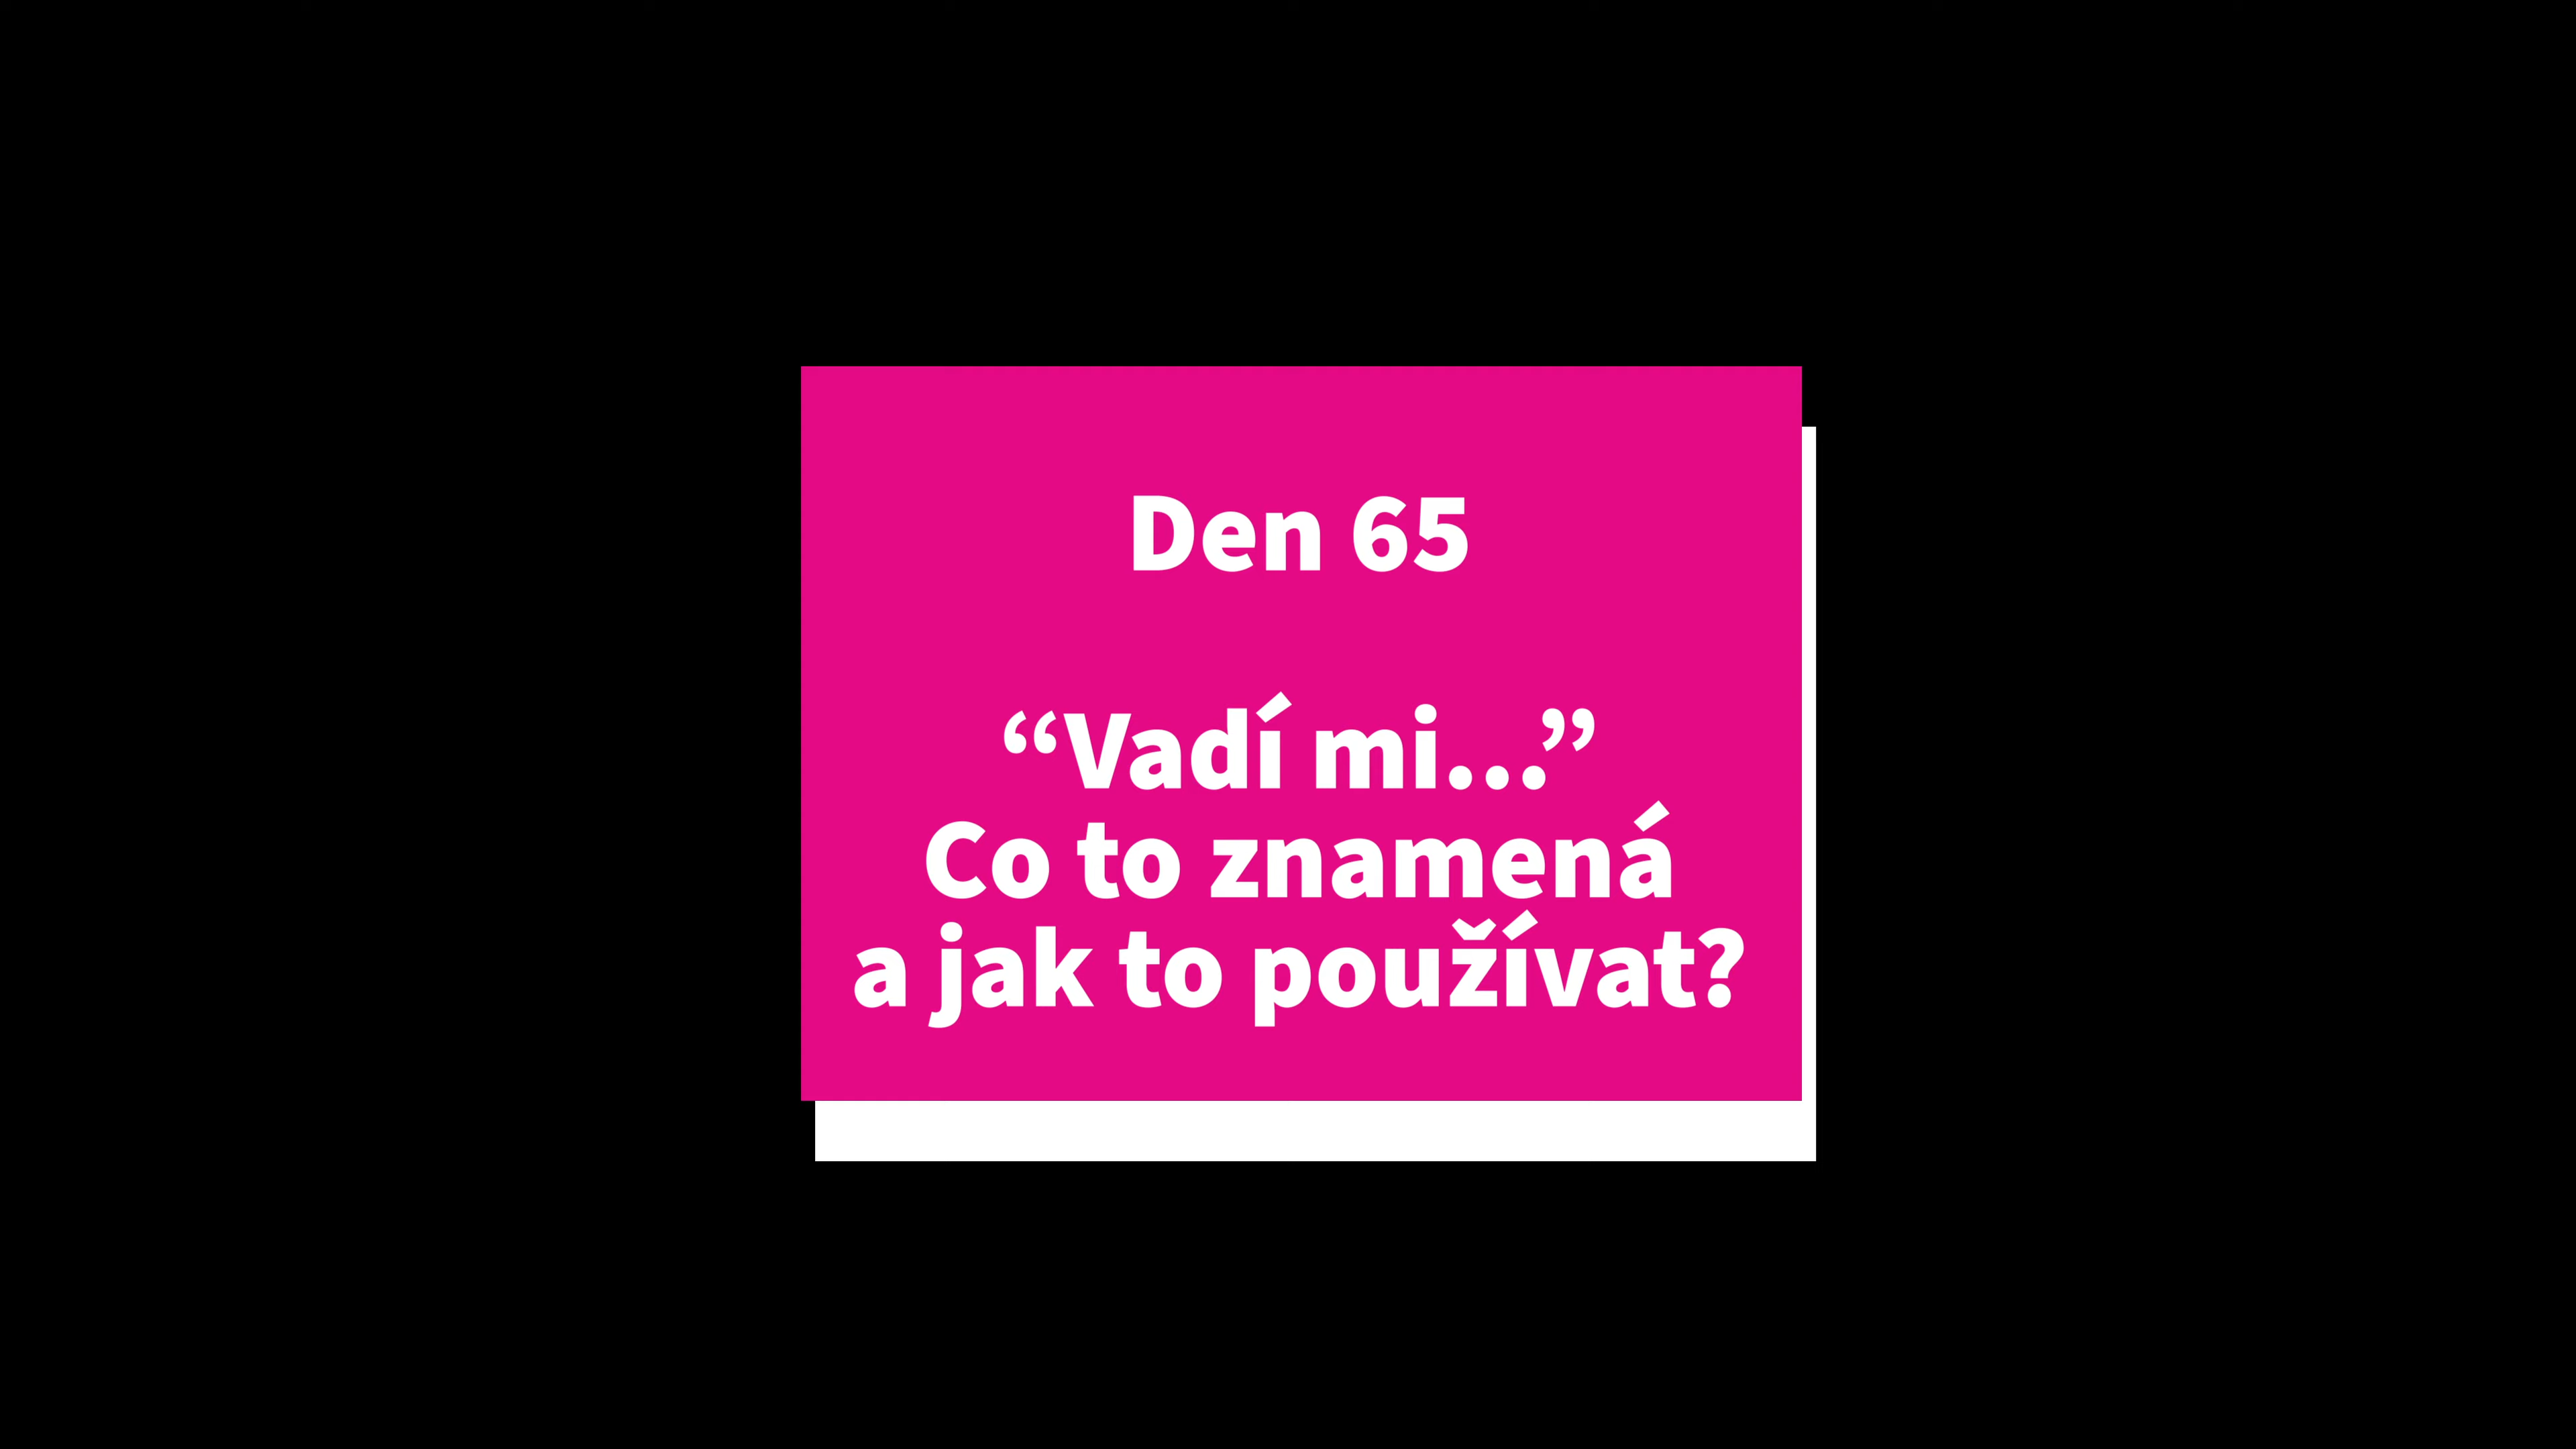 Den 65
“Vadí mi...”
Co to znamená
a jak to používat?